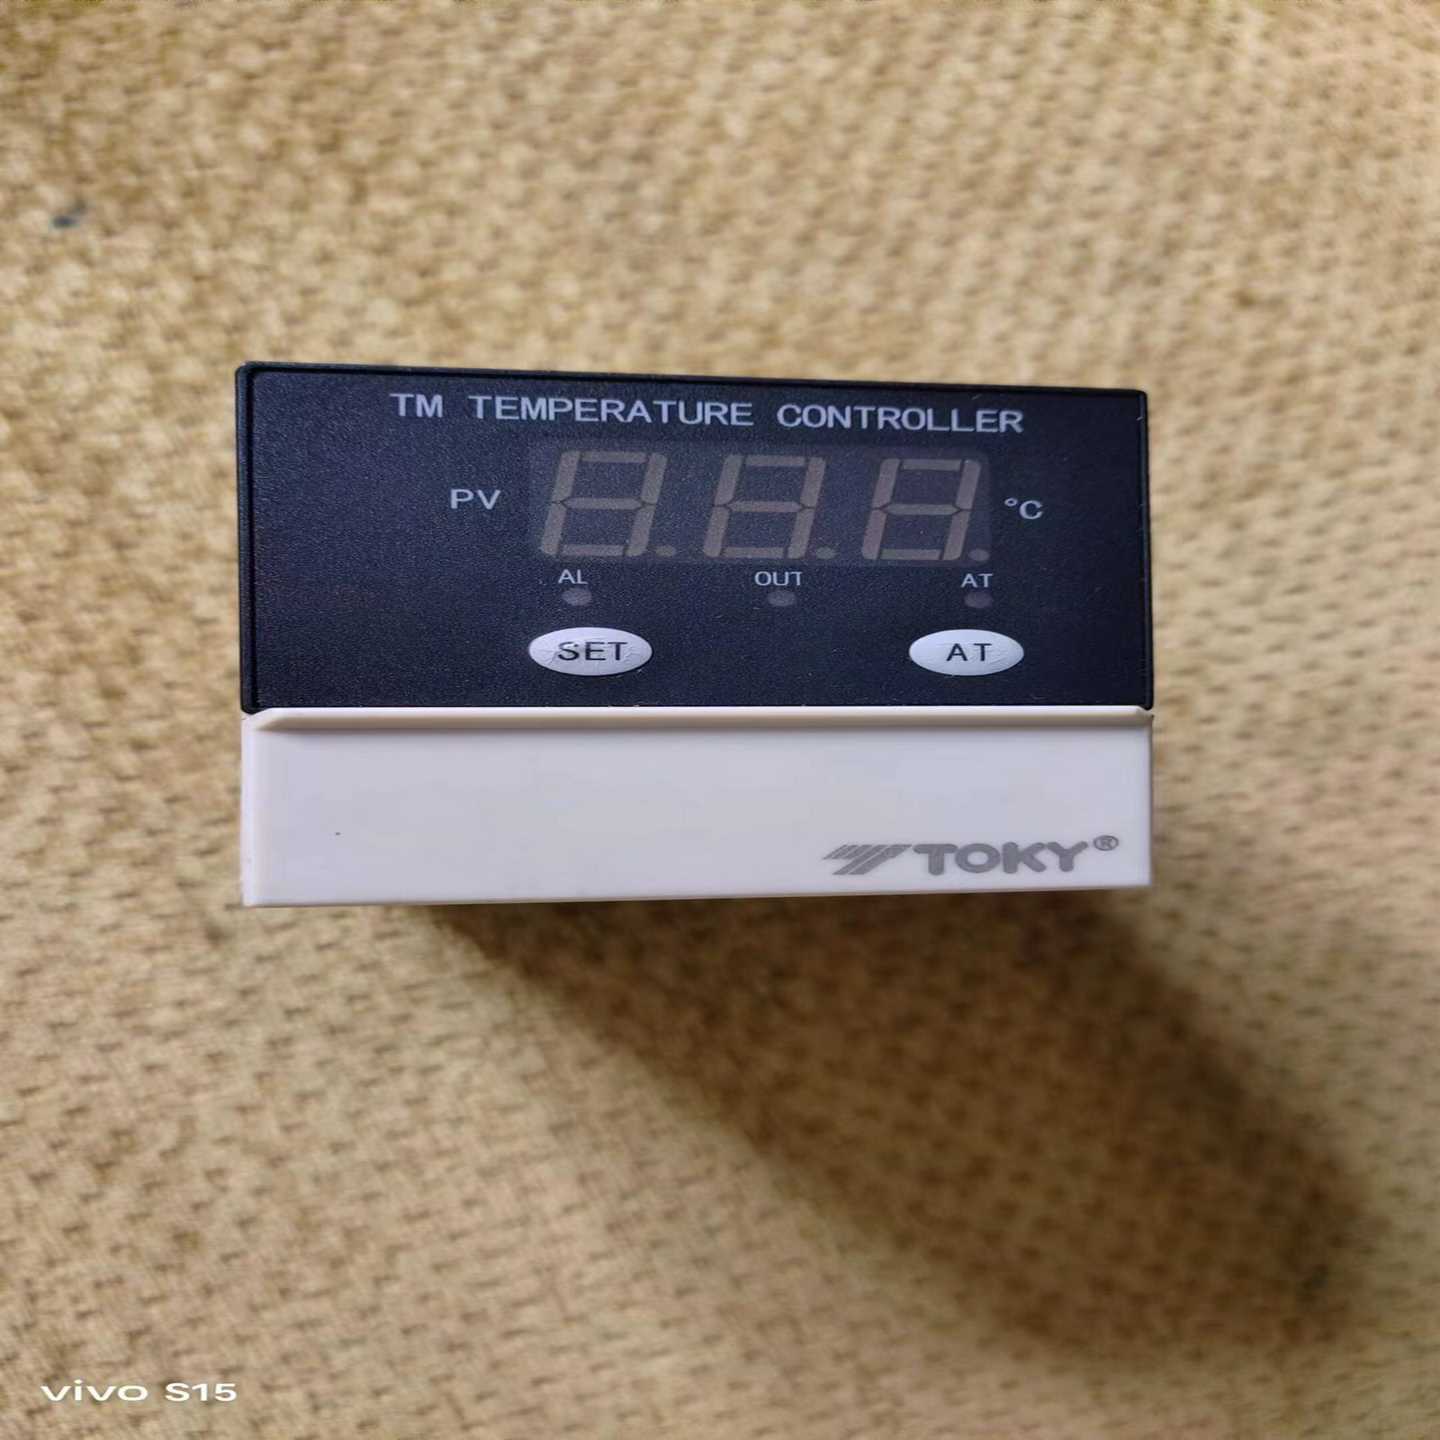 TM TEMPERATURE CONTROLLER
PV °C
AL OUT AT
SET AT
TOKY®
vivo S15